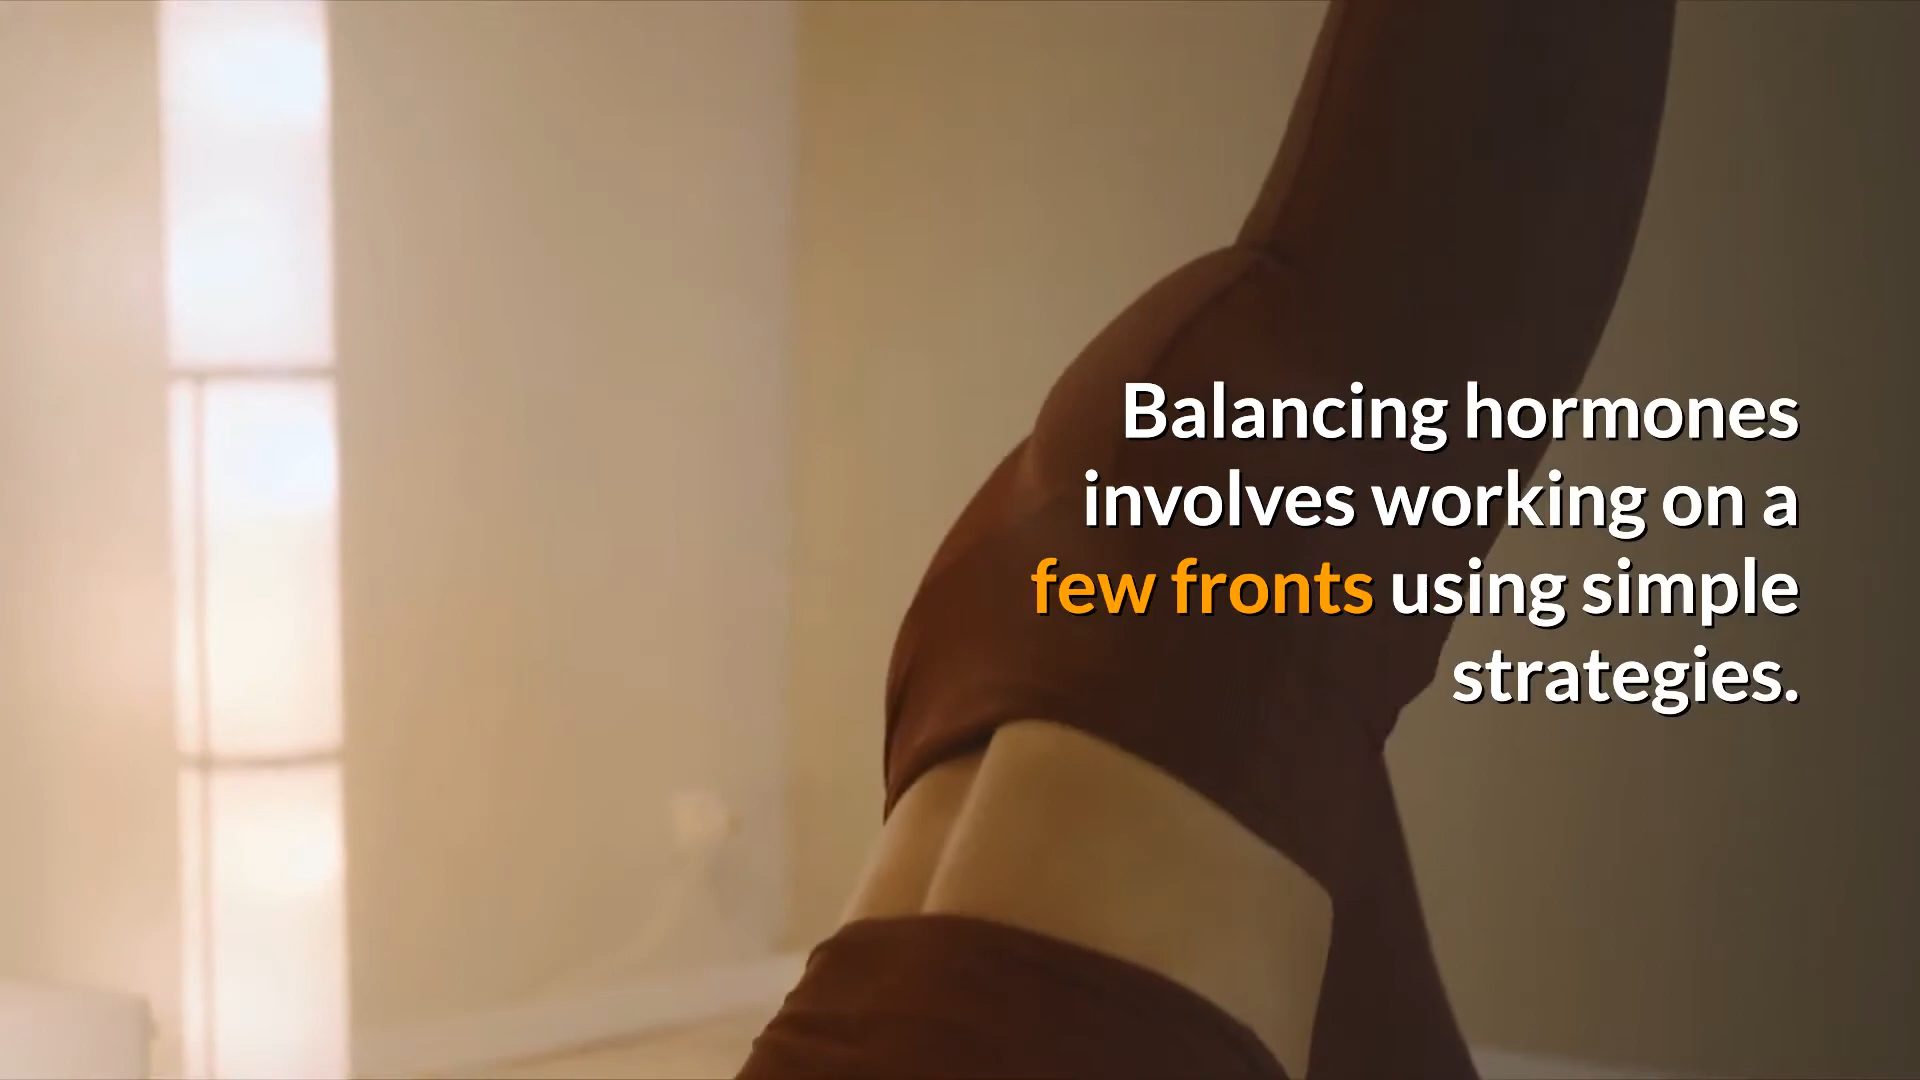 Balancing hormones
involves working on a
few fronts using simple
strategies.